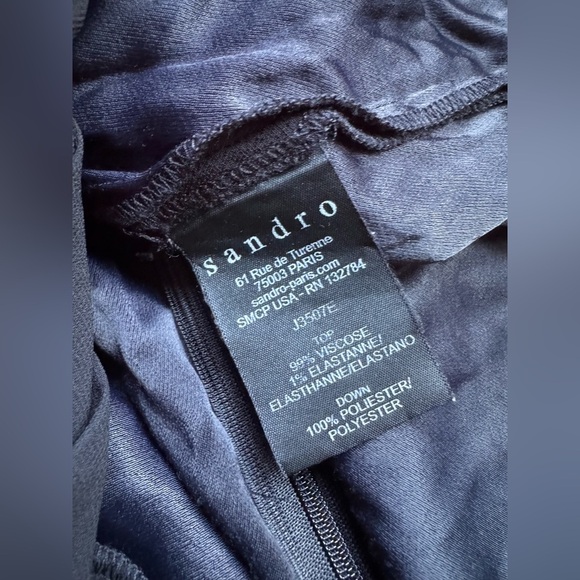 sandro
61 Rue de Turenne
75003 PARIS
sandro-paris.com
SMCP USA - RN 132784
J3507E
TOP
99% VISCOSE
1% ELASTANNE/
ELASTHANNE/ELASTANO
DOWN
100% POLIESTER/
POLYESTER